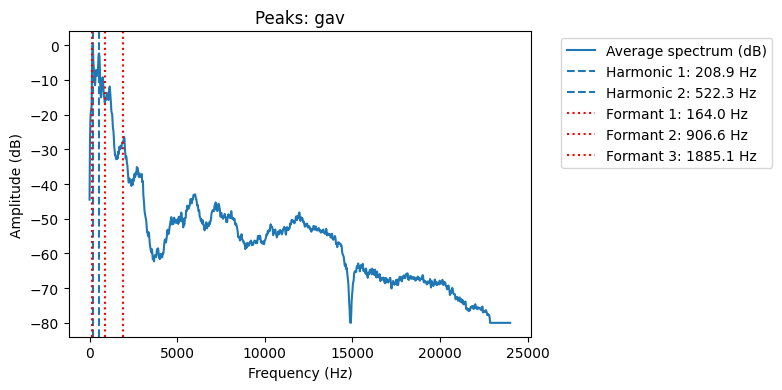 Peaks: gav
Average spectrum (dB)
Harmonic 1: 208.9 Hz
Harmonic 2: 522.3 Hz
Formant 1: 164.0 Hz
Formant 2: 906.6 Hz
Formant 3: 1885.1 Hz
Amplitude (dB)
0
−10
−20
−30
−40
−50
−60
−70
−80
0 5000 10000 15000 20000 25000
Frequency (Hz)